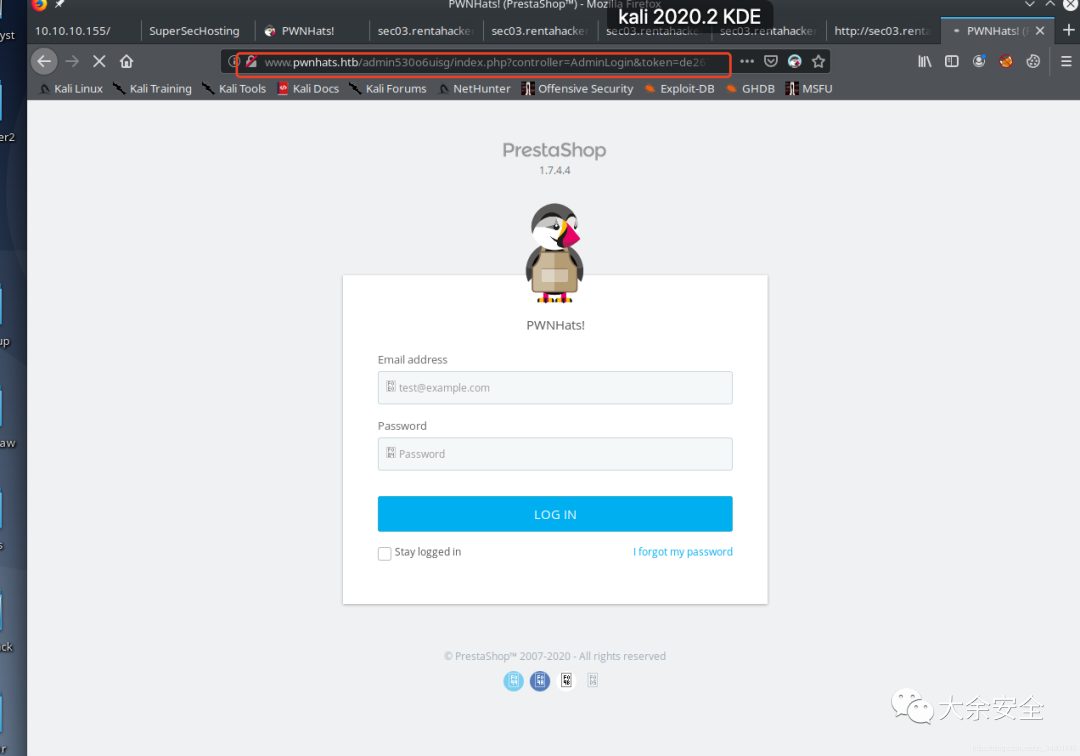 PWNHats! (PrestaShop™) - Mozilla Firefox
kali 2020.2 KDE
10.10.10.155/
SuperSecHosting
PWNHats!
sec03.rentahacke
sec03.rentahacke
sec03.rentahacke
sec03.rentahacke
http://sec03.renta
PWNHats! (
www.pwnhats.htb/admin530o6uisg/index.php?controller=AdminLogin&token=de26
Kali Linux Kali Training Kali Tools Kali Docs Kali Forums NetHunter Offensive Security Exploit-DB GHDB MSFU
yst
er2
up
aw
s
ck
r
PrestaShop
1.7.4.4
PWNHats!
Email address
test@example.com
Password
Password
LOG IN
Stay logged in
I forgot my password
© PrestaShop™ 2007-2020 - All rights reserved
大余安全